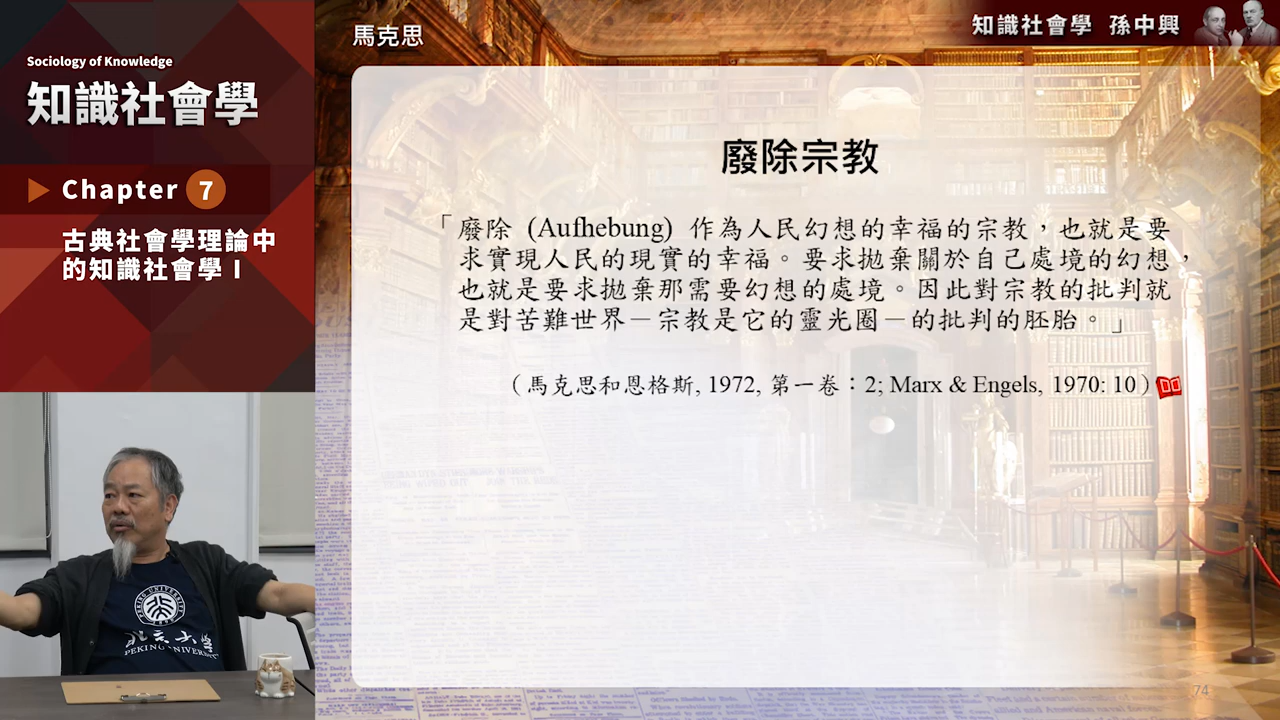 Sociology of Knowledge
知識社會學
Chapter 7
古典社會學理論中
的知識社會學 I
馬克思
知識社會學 孫中興
廢除宗教
「廢除 (Aufhebung) 作為人民幻想的幸福的宗教，也就是要
求實現人民的現實的幸福。要求拋棄關於自己處境的幻想，
也就是要求拋棄那需要幻想的處境。因此對宗教的批判就
是對苦難世界—宗教是它的靈光圈—的批判的胚胎。」
（馬克思和恩格斯, 1972, 第一卷：2; Marx & Engels, 1970: 10）
PEKING UNIVERSITY
北京大學
PEKING UNIVERSITY
74